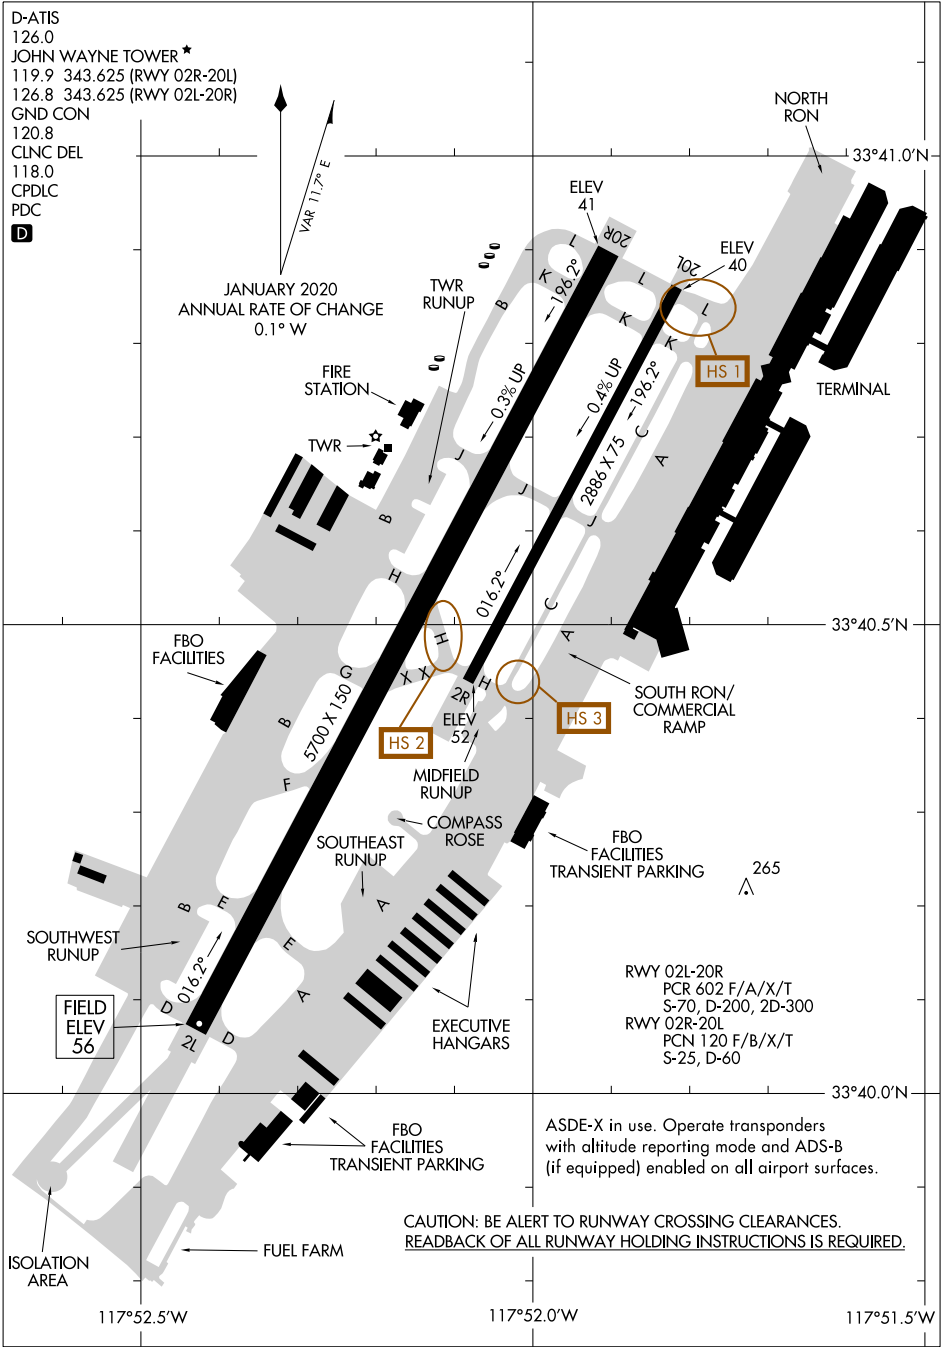 D-ATIS
126.0
JOHN WAYNE TOWER★
119.9 343.625 (RWY 02R-20L)
126.8 343.625 (RWY 02L-20R)
GND CON
120.8
CLNC DEL
118.0
CPDLC
PDC
D
VAR 11.7° E
JANUARY 2020
ANNUAL RATE OF CHANGE
0.1° W
NORTH
RON
33°41.0'N
ELEV
41
20R
L
ELEV
40
20L
L
L
K
B
196.2°
K
K
HS 1
TWR
RUNUP
FIRE
STATION
TWR
TERMINAL
0.3% UP
0.4% UP
196.2°
2886 X 75
C
A
J
J
J
B
H
016.2°
C
A
H
33°40.5'N
FBO
FACILITIES
G
X
X
H
2R
ELEV
52
HS 2
HS 3
SOUTH RON/
COMMERCIAL
RAMP
5700 X 150
B
F
MIDFIELD
RUNUP
COMPASS
ROSE
SOUTHEAST
RUNUP
FBO
FACILITIES
TRANSIENT PARKING
265
A
B
E
E
A
SOUTHWEST
RUNUP
016.2°
D
D
2L
FIELD
ELEV
56
EXECUTIVE
HANGARS
RWY 02L-20R
PCR 602 F/A/X/T
S-70, D-200, 2D-300
RWY 02R-20L
PCN 120 F/B/X/T
S-25, D-60
33°40.0'N
FBO
FACILITIES
TRANSIENT PARKING
ASDE-X in use. Operate transponders
with altitude reporting mode and ADS-B
(if equipped) enabled on all airport surfaces.
CAUTION: BE ALERT TO RUNWAY CROSSING CLEARANCES.
READBACK OF ALL RUNWAY HOLDING INSTRUCTIONS IS REQUIRED.
FUEL FARM
ISOLATION
AREA
117°52.5'W
117°52.0'W
117°51.5'W